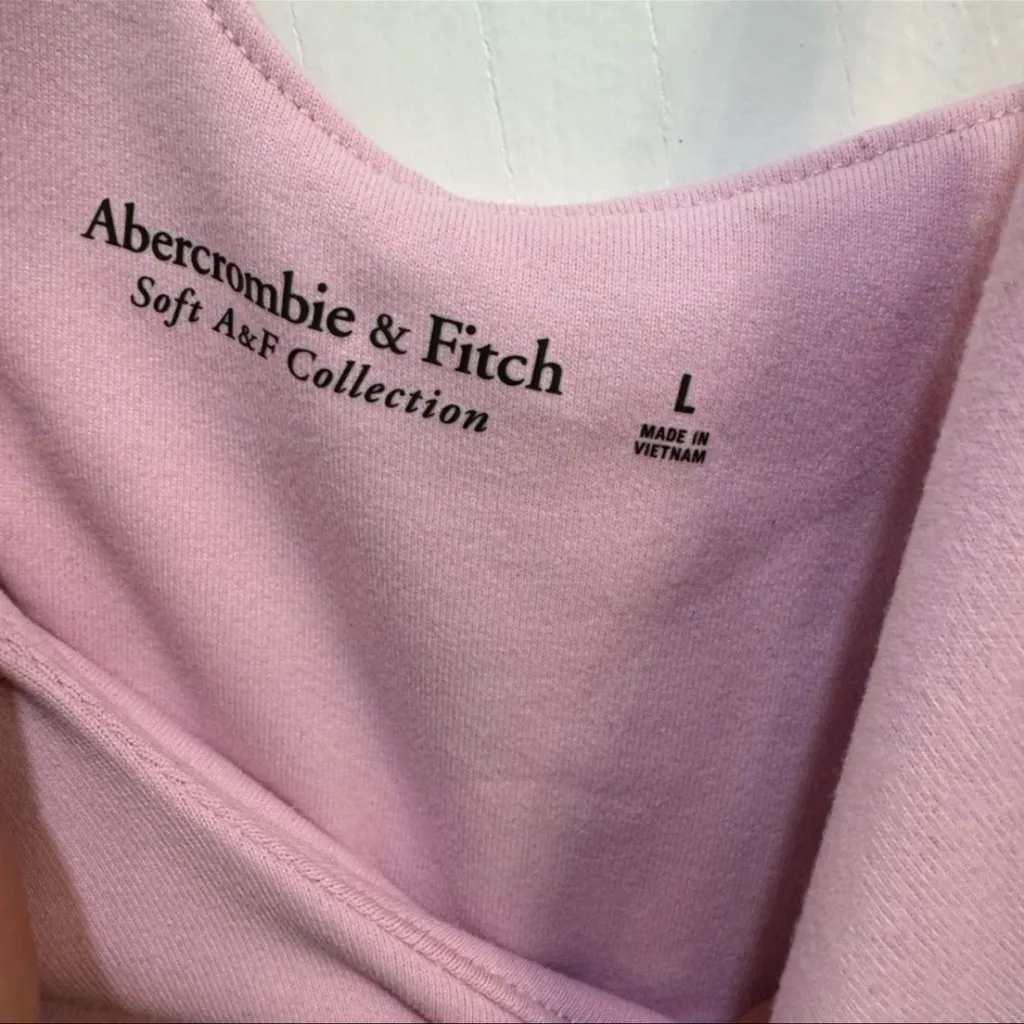 Abercrombie & Fitch
Soft A&F Collection
L
MADE IN
VIETNAM